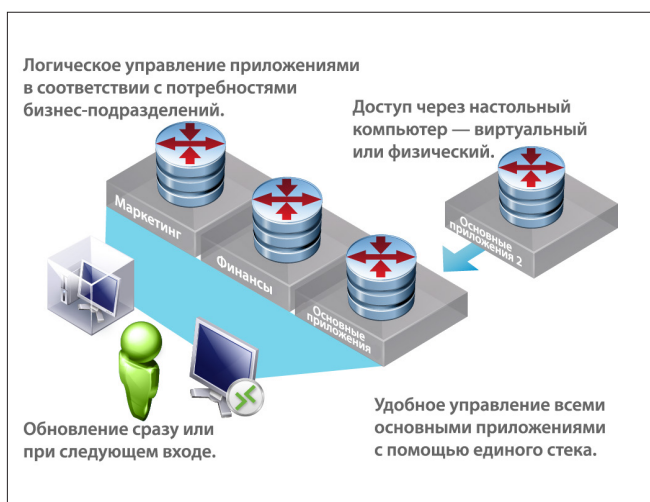 Логическое управление приложениями
в соответствии с потребностями
бизнес-подразделений.
Доступ через настольный
компьютер — виртуальный
или физический.
Маркетинг
Финансы
Основные
приложения
Основные
приложения 2
Обновление сразу или
при следующем входе.
Удобное управление всеми
основными приложениями
с помощью единого стека.